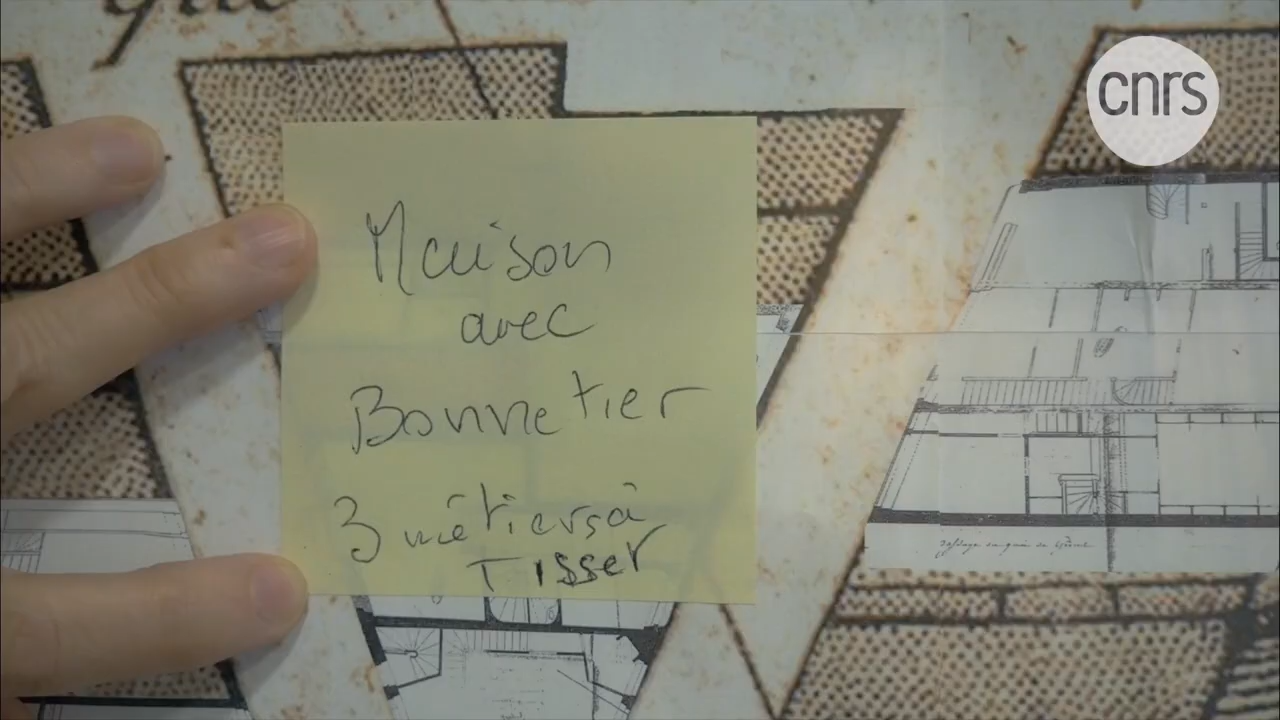 cnrs
Maison
avec
Bonnetier
3 métiers à
Tisser